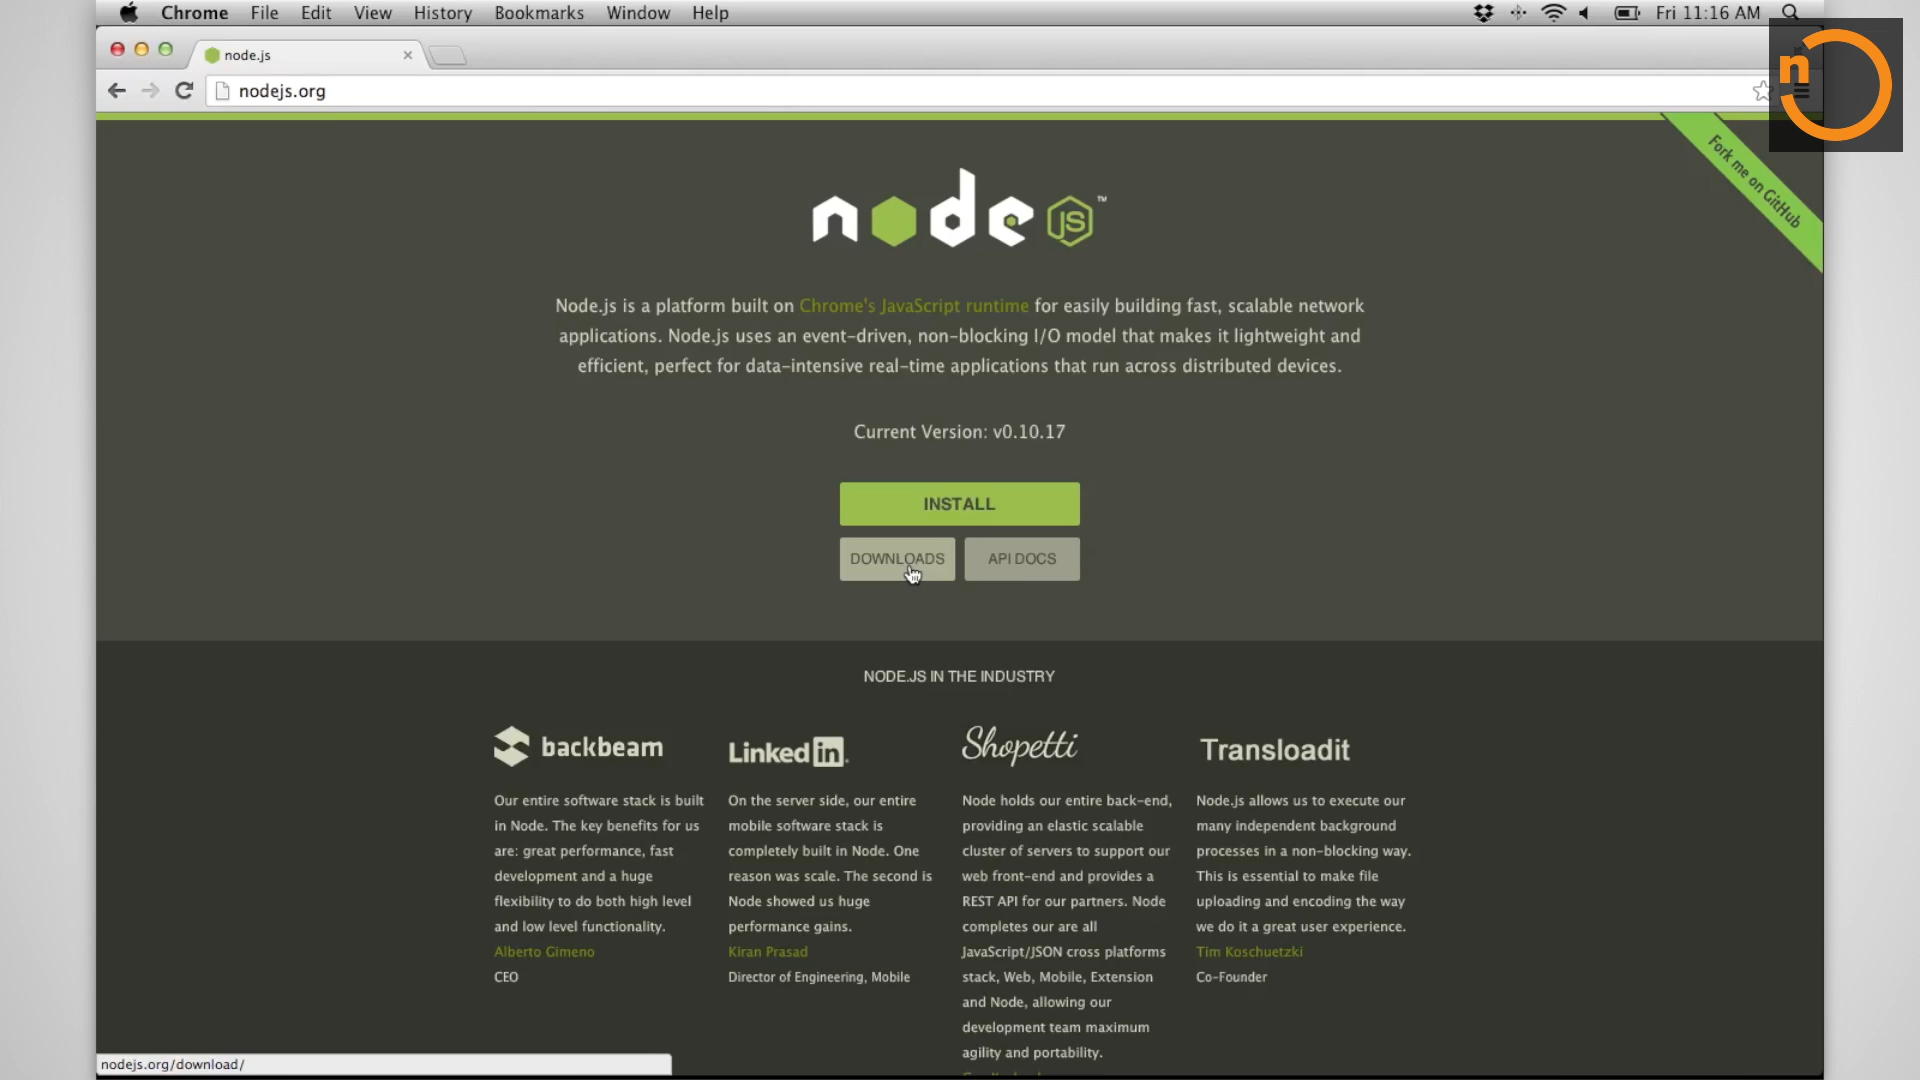 Chrome File Edit View History Bookmarks Window Help Fri 11:16 AM
node.js
nodejs.org
n
Fork me on GitHub
node JS ™
Node.js is a platform built on Chrome's JavaScript runtime for easily building fast, scalable network
applications. Node.js uses an event-driven, non-blocking I/O model that makes it lightweight and
efficient, perfect for data-intensive real-time applications that run across distributed devices.
Current Version: v0.10.17
INSTALL
DOWNLOADS API DOCS
NODE.JS IN THE INDUSTRY
backbeam
Our entire software stack is built
in Node. The key benefits for us
are: great performance, fast
development and a huge
flexibility to do both high level
and low level functionality.
Alberto Gimeno
CEO
Linked in
On the server side, our entire
mobile software stack is
completely built in Node. One
reason was scale. The second is
Node showed us huge
performance gains.
Kiran Prasad
Director of Engineering, Mobile
Shopetti
Node holds our entire back-end,
providing an elastic scalable
cluster of servers to support our
web front-end and provides a
REST API for our partners. Node
completes our are all
JavaScript/JSON cross platforms
stack, Web, Mobile, Extension
and Node, allowing our
development team maximum
agility and portability.
Transloadit
Node.js allows us to execute our
many independent background
processes in a non-blocking way.
This is essential to make file
uploading and encoding the way
we do it a great user experience.
Tim Koschuetzki
Co-Founder
nodejs.org/download/